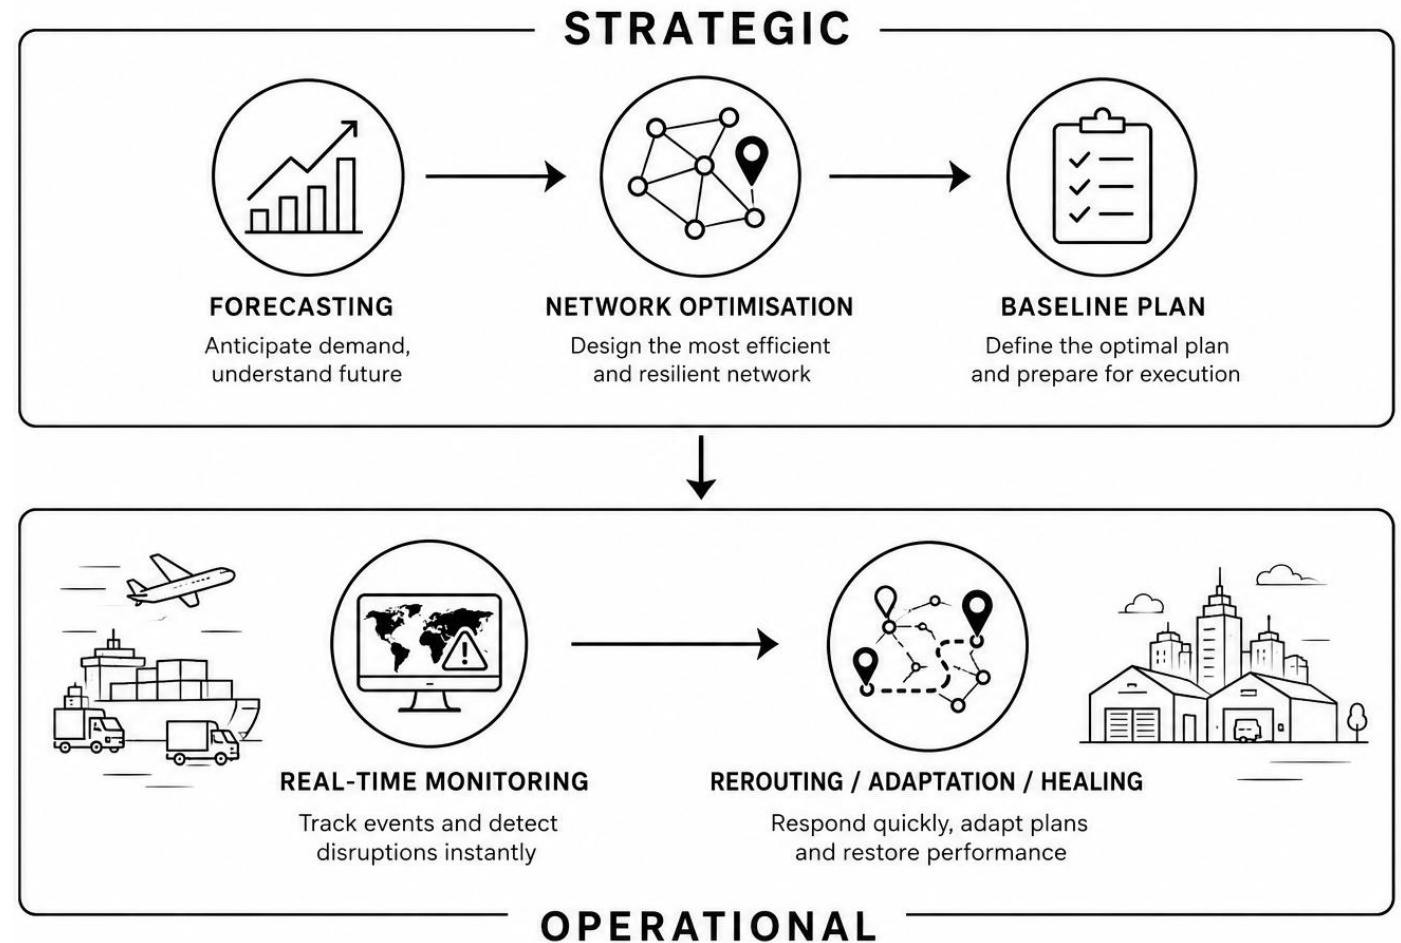 STRATEGIC
FORECASTING
Anticipate demand,
understand future
NETWORK OPTIMISATION
Design the most efficient
and resilient network
BASELINE PLAN
Define the optimal plan
and prepare for execution
REAL-TIME MONITORING
Track events and detect
disruptions instantly
REROUTING / ADAPTATION / HEALING
Respond quickly, adapt plans
and restore performance
OPERATIONAL